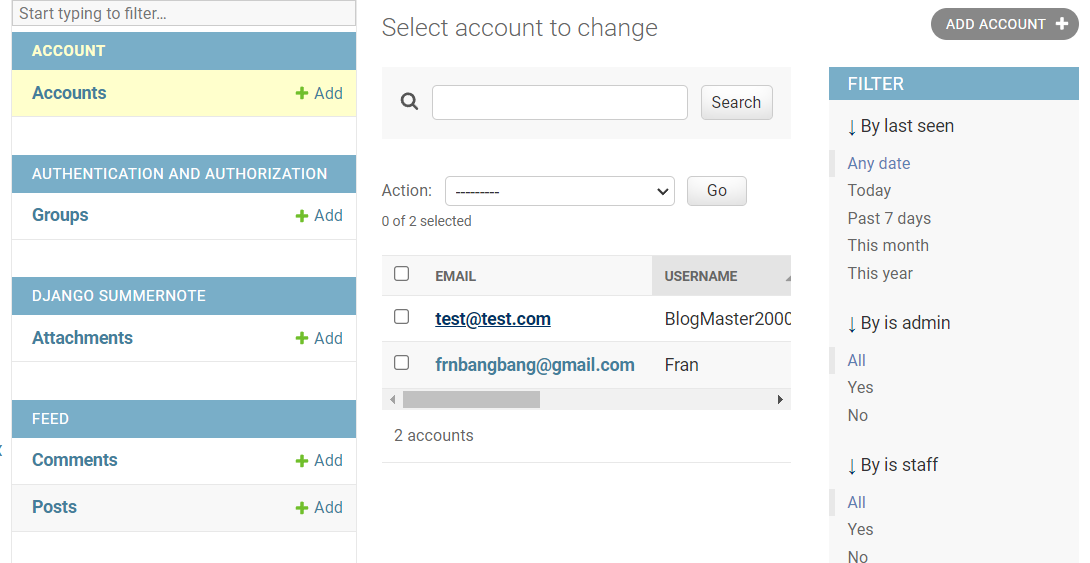 Start typing to filter…
ACCOUNT
Accounts
Add
AUTHENTICATION AND AUTHORIZATION
Groups
Add
DJANGO SUMMERNOTE
Attachments
Add
FEED
Comments
Add
Posts
Add
Select account to change
ADD ACCOUNT
Search
Action: ---------
Go
0 of 2 selected
EMAIL USERNAME
test@test.com BlogMaster2000
frnbangbang@gmail.com Fran
2 accounts
FILTER
↓ By last seen
Any date
Today
Past 7 days
This month
This year
↓ By is admin
All
Yes
No
↓ By is staff
All
Yes
No